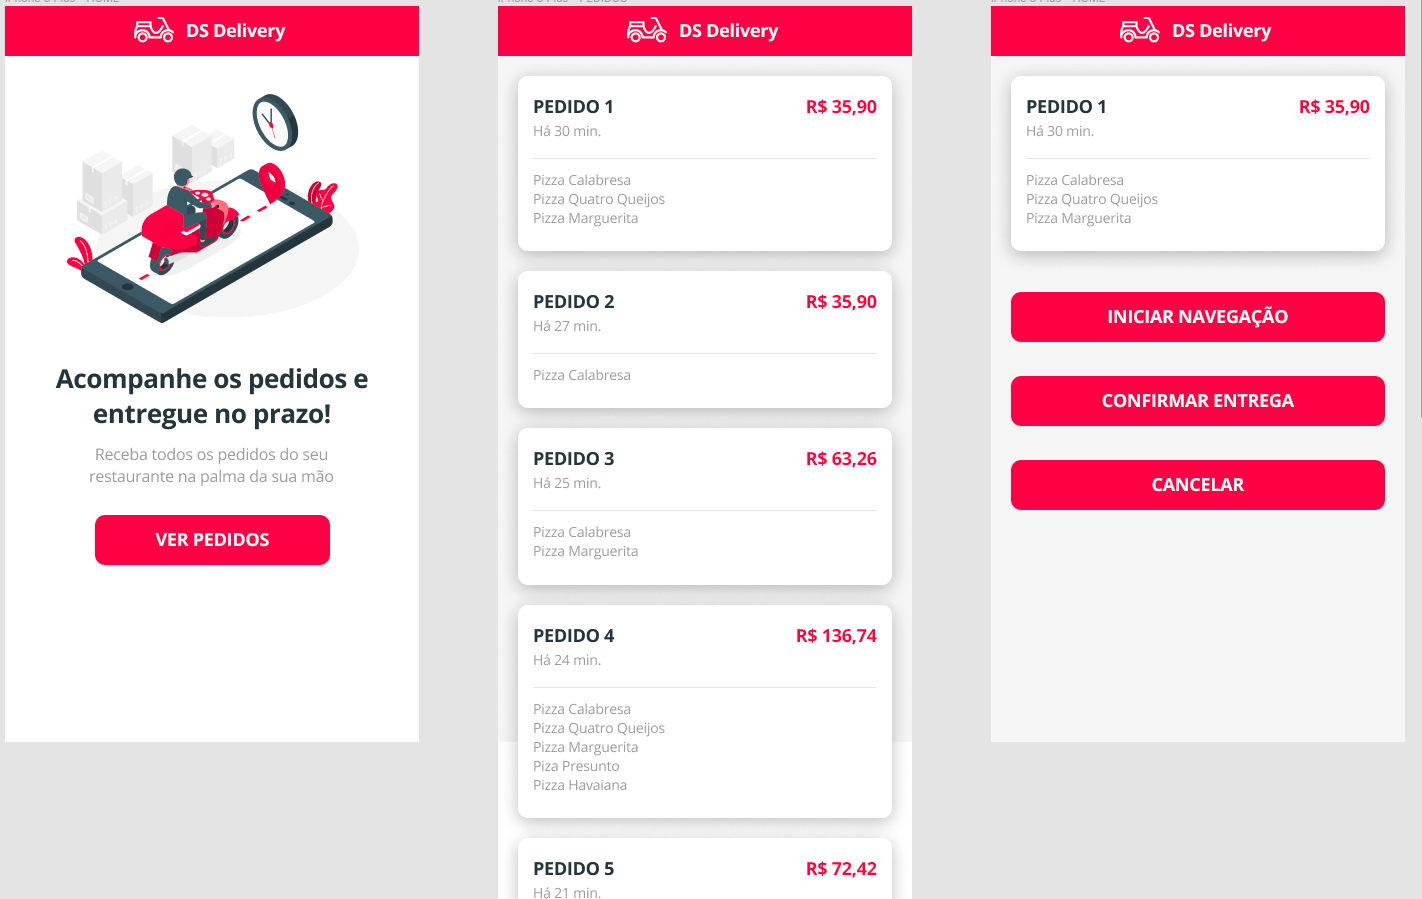 DS Delivery
Acompanhe os pedidos e
entregue no prazo!
Receba todos os pedidos do seu
restaurante na palma da sua mão
VER PEDIDOS
DS Delivery
PEDIDO 1
R$ 35,90
Há 30 min.
Pizza Calabresa
Pizza Quatro Queijos
Pizza Marguerita
PEDIDO 2
R$ 35,90
Há 27 min.
Pizza Calabresa
PEDIDO 3
R$ 63,26
Há 25 min.
Pizza Calabresa
Pizza Marguerita
PEDIDO 4
R$ 136,74
Há 24 min.
Pizza Calabresa
Pizza Quatro Queijos
Pizza Marguerita
Piza Presunto
Pizza Havaiana
PEDIDO 5
R$ 72,42
Há 21 min.
DS Delivery
PEDIDO 1
R$ 35,90
Há 30 min.
Pizza Calabresa
Pizza Quatro Queijos
Pizza Marguerita
INICIAR NAVEGAÇÃO
CONFIRMAR ENTREGA
CANCELAR